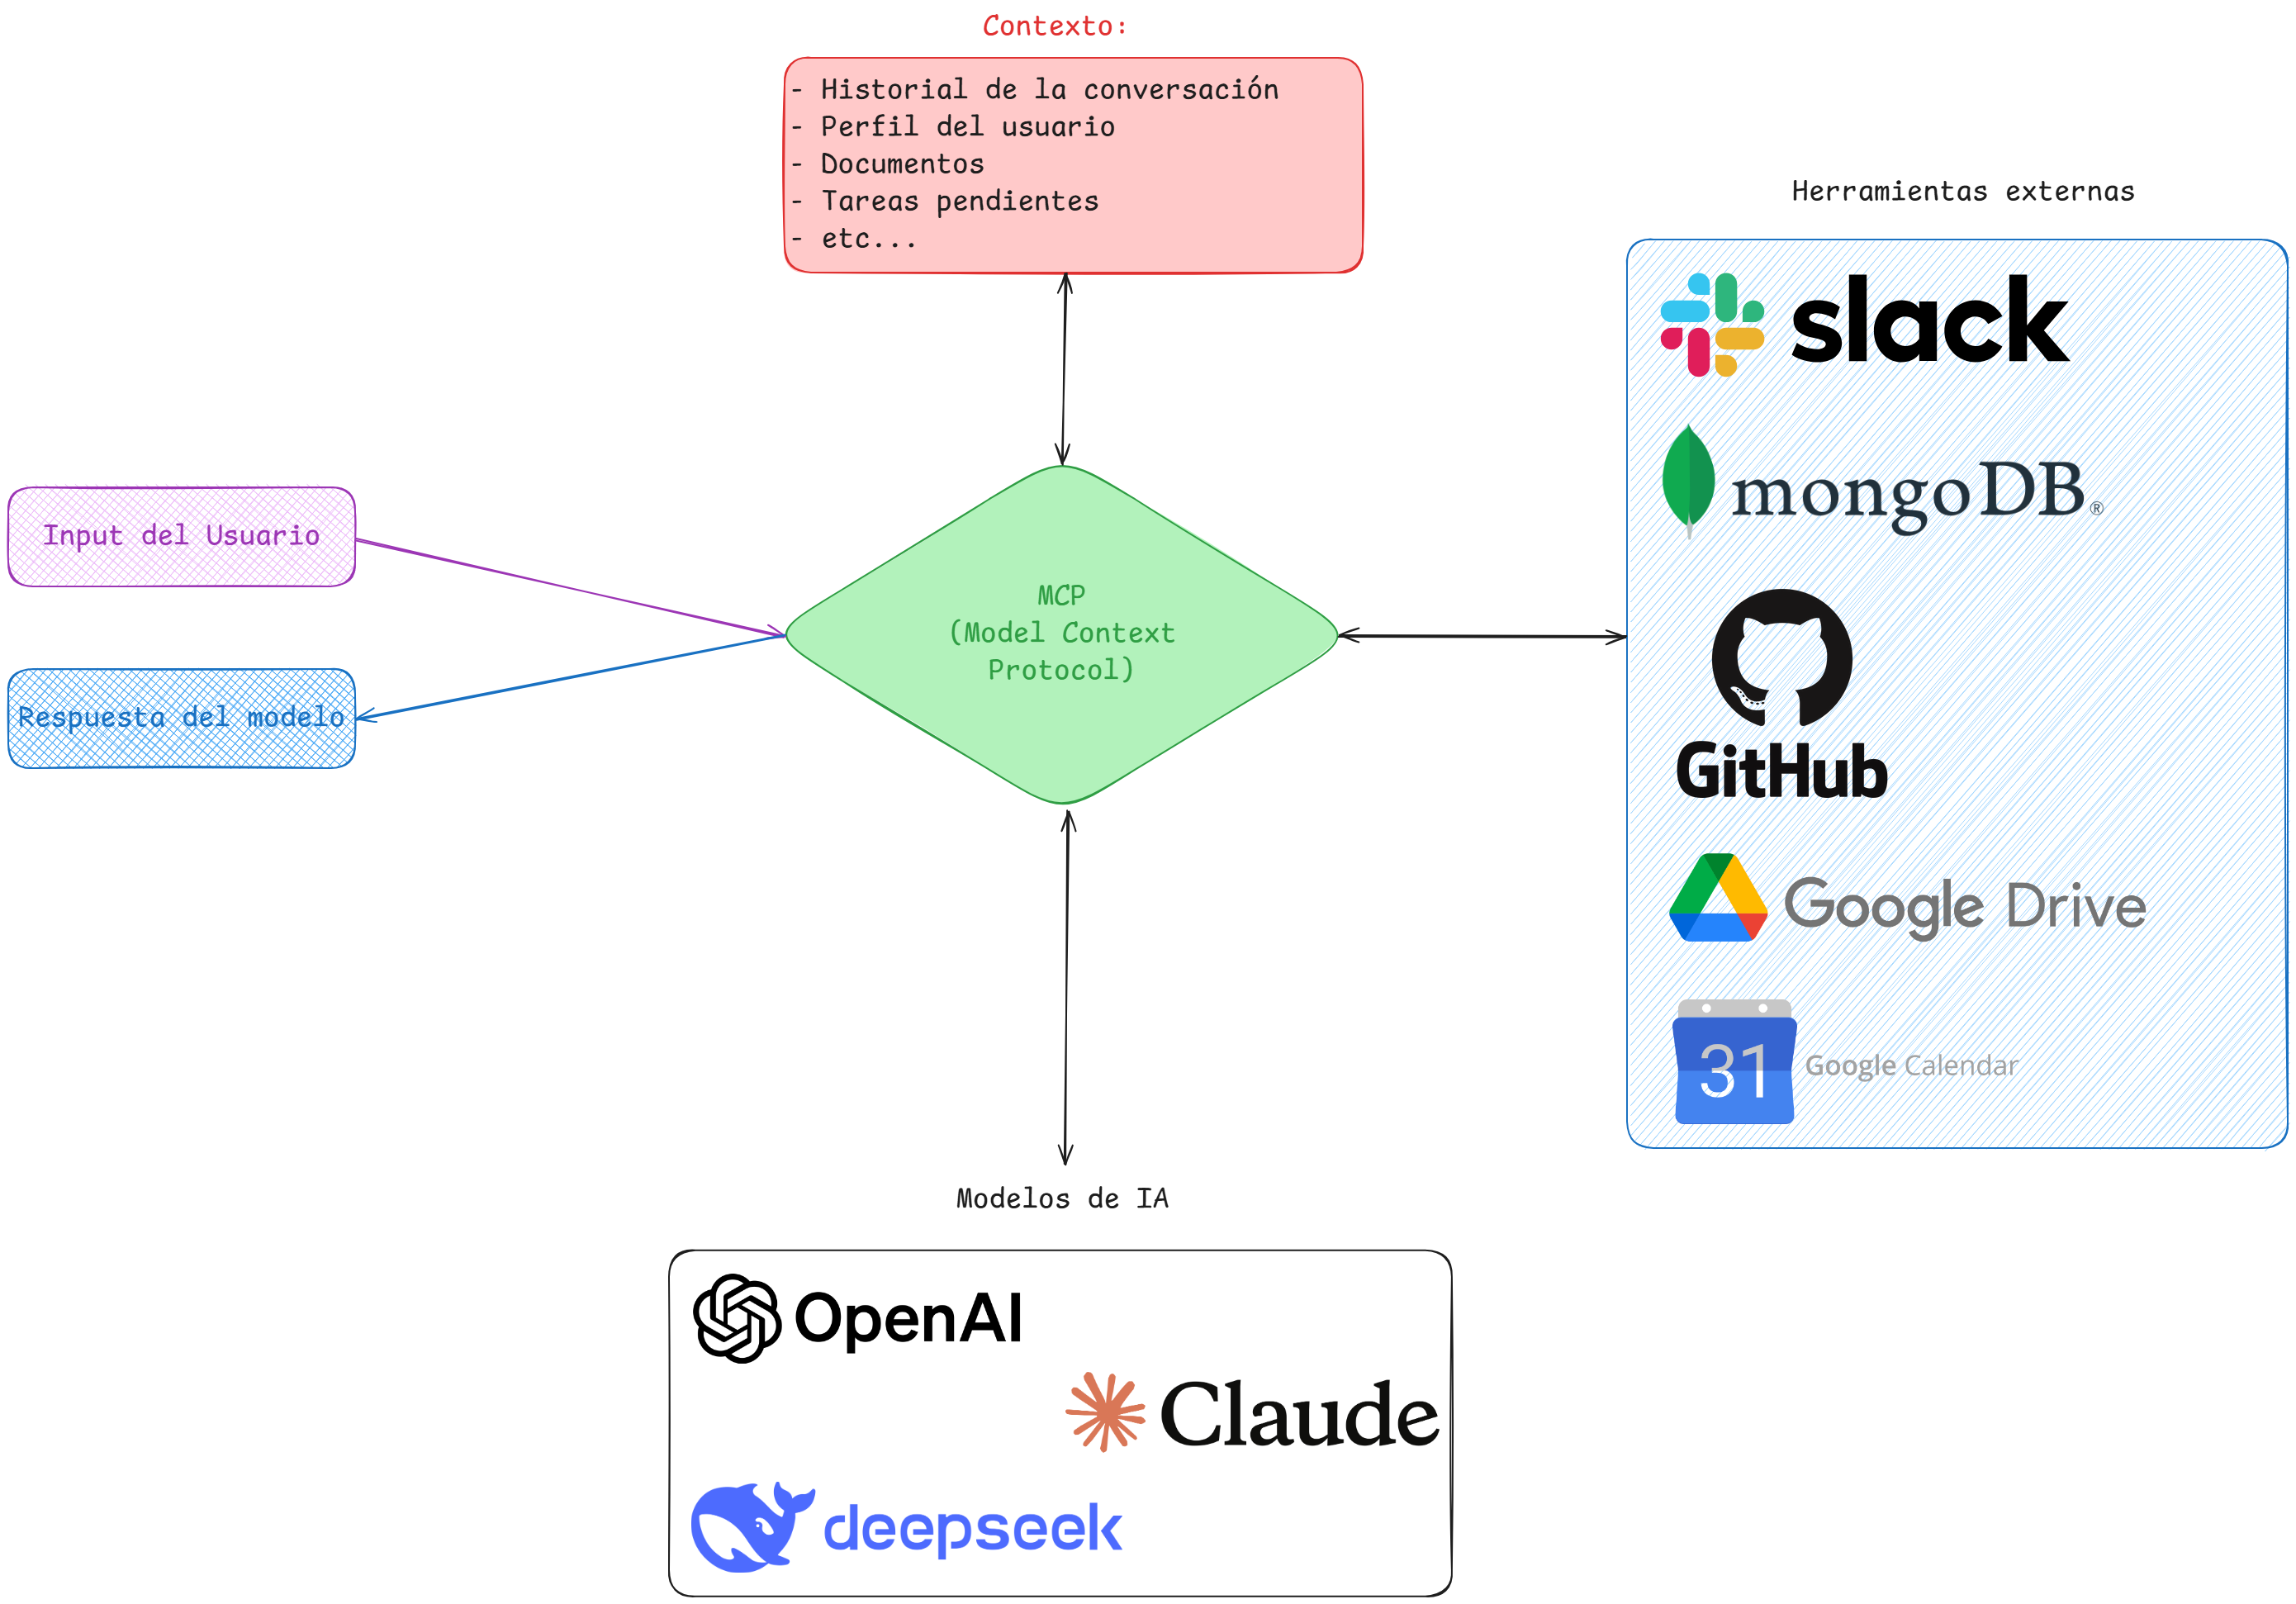 Contexto:
- Historial de la conversación
- Perfil del usuario
- Documentos
- Tareas pendientes
- etc...
Herramientas externas
slack
mongoDB®
GitHub
Google Drive
31
Google Calendar
Input del Usuario
Respuesta del modelo
MCP
(Model Context
Protocol)
Modelos de IA
OpenAI
Claude
deepseek